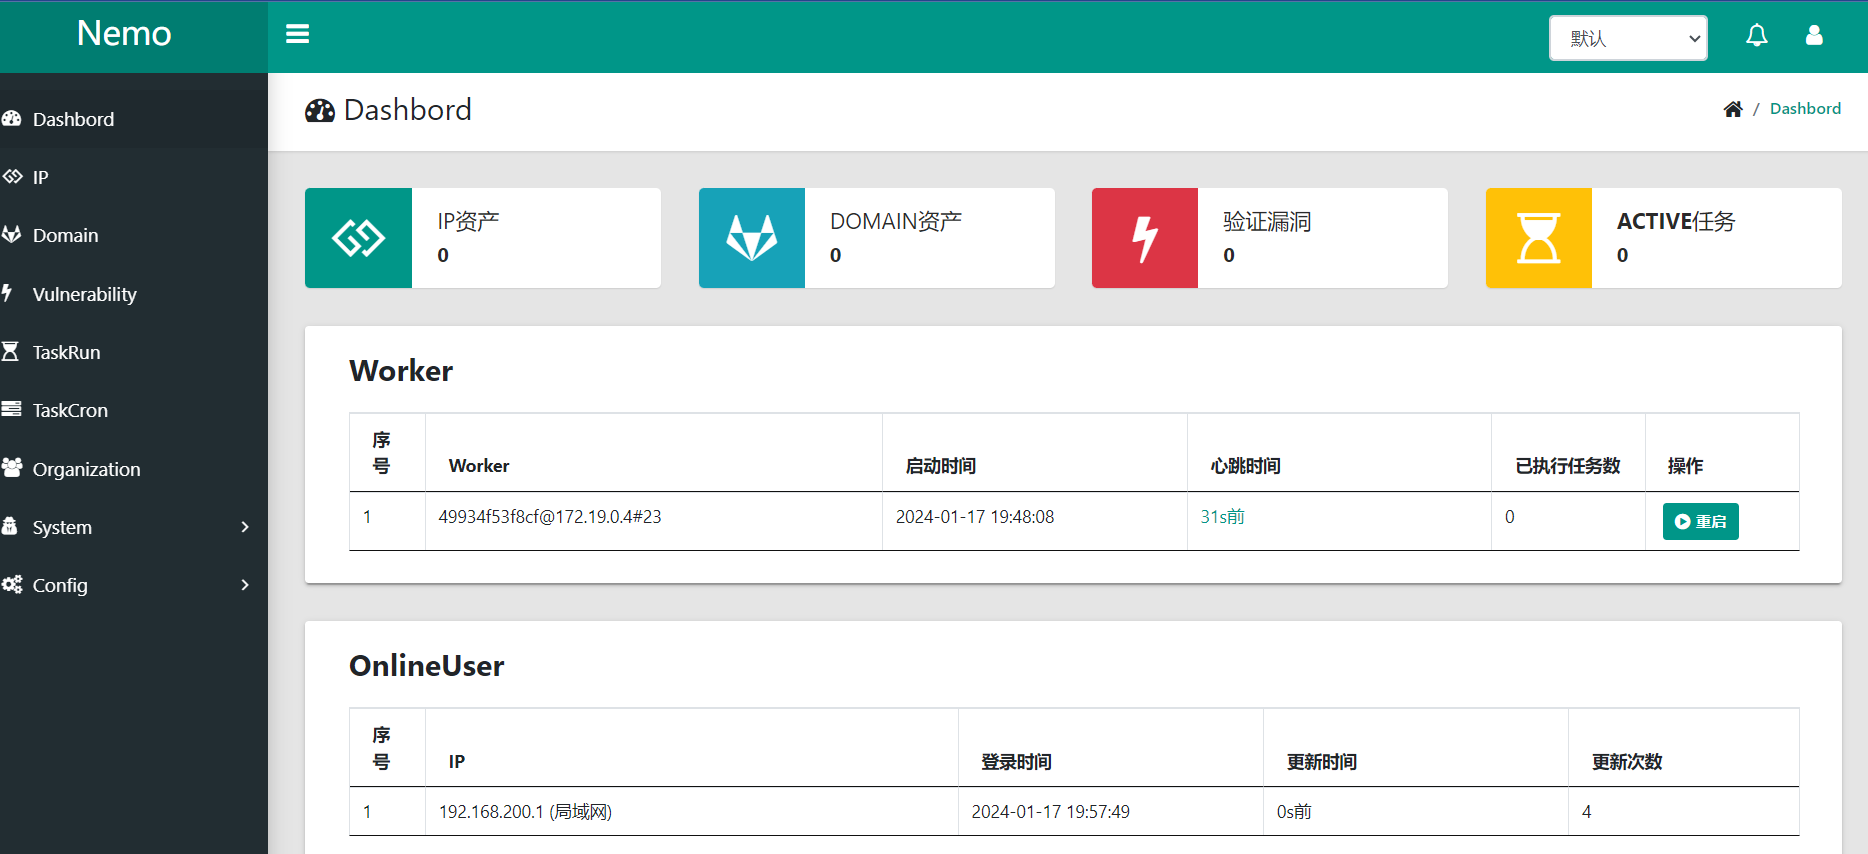 Nemo
默认
Dashbord
Dashbord
/ Dashbord
IP
Domain
Vulnerability
TaskRun
TaskCron
Organization
System
Config
IP资产
0
DOMAIN资产
0
验证漏洞
0
ACTIVE任务
0
Worker
序号 Worker 启动时间 心跳时间 已执行任务数 操作
1 49934f53f8cf@172.19.0.4#23 2024-01-17 19:48:08 31s前 0 重启
OnlineUser
序号 IP 登录时间 更新时间 更新次数
1 192.168.200.1 (局域网) 2024-01-17 19:57:49 0s前 4